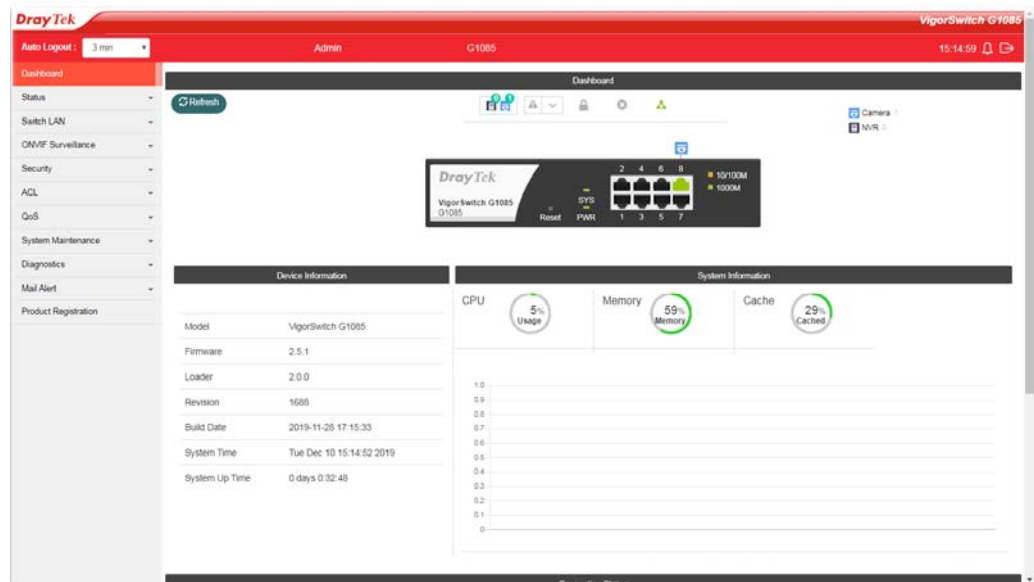 DrayTek
VigorSwitch G1085
Auto Logout :
3 min
Admin
G1085
15:14:59
Dashboard
Status
Switch LAN
ONVIF Surveillance
Security
ACL
QoS
System Maintenance
Diagnostics
Mail Alert
Product Registration
Dashboard
Refresh
0
1
Camera 1
NVR 0
DrayTek
VigorSwitch G1085
G1085
Reset
SYS
PWR
2 4 6 8
1 3 5 7
10/100M
1000M
Device Information
Model VigorSwitch G1085
Firmware 2.5.1
Loader 2.0.0
Revision 1688
Build Date 2019-11-26 17:15:33
System Time Tue Dec 10 15:14:52 2019
System Up Time 0 days 0:32:48
System Information
CPU
5%
Usage
Memory
59%
Memory
Cache
29%
Cached
1.0
0.9
0.8
0.7
0.6
0.5
0.4
0.3
0.2
0.1
0